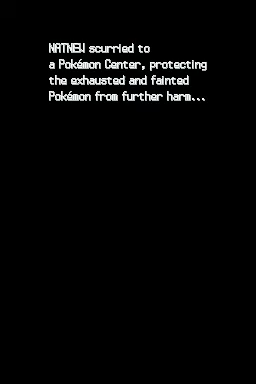 NATNEW scurried to
a Pokémon Center, protecting
the exhausted and fainted
Pokémon from further harm...